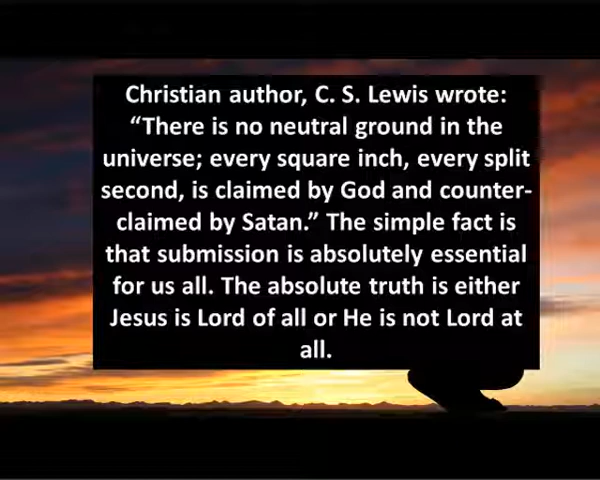 Christian author, C. S. Lewis wrote:
“There is no neutral ground in the
universe; every square inch, every split
second, is claimed by God and counter-
claimed by Satan.” The simple fact is
that submission is absolutely essential
for us all. The absolute truth is either
Jesus is Lord of all or He is not Lord at
all.